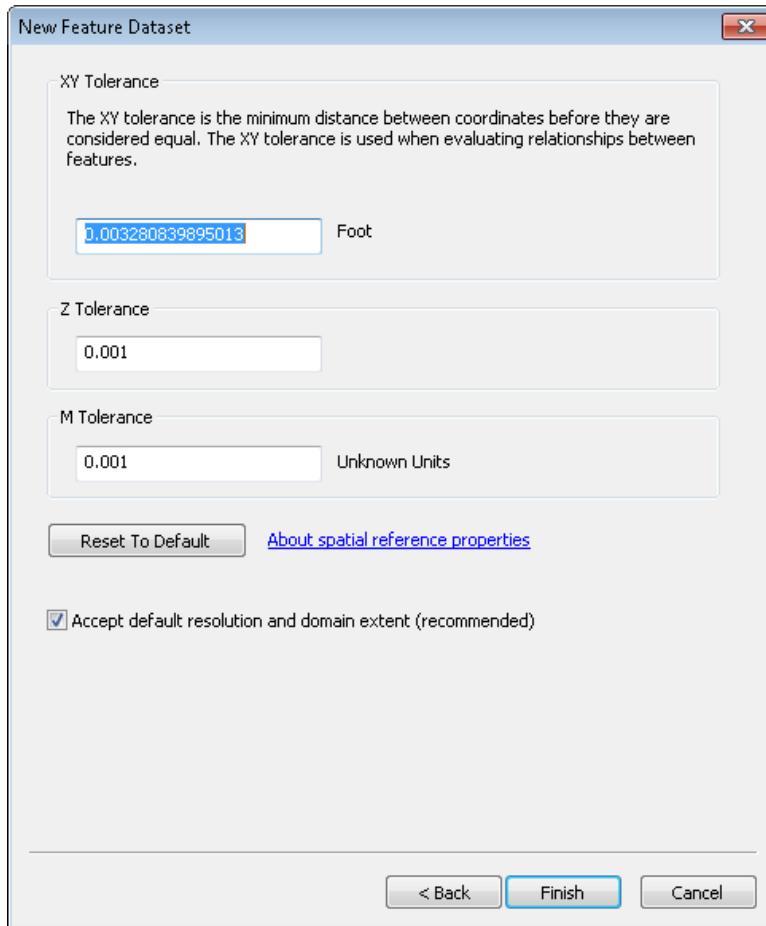 New Feature Dataset
XY Tolerance
The XY tolerance is the minimum distance between coordinates before they are
considered equal. The XY tolerance is used when evaluating relationships between
features.
0.003280839895013 Foot
Z Tolerance
0.001
M Tolerance
0.001 Unknown Units
Reset To Default About spatial reference properties
Accept default resolution and domain extent (recommended)
< Back Finish Cancel